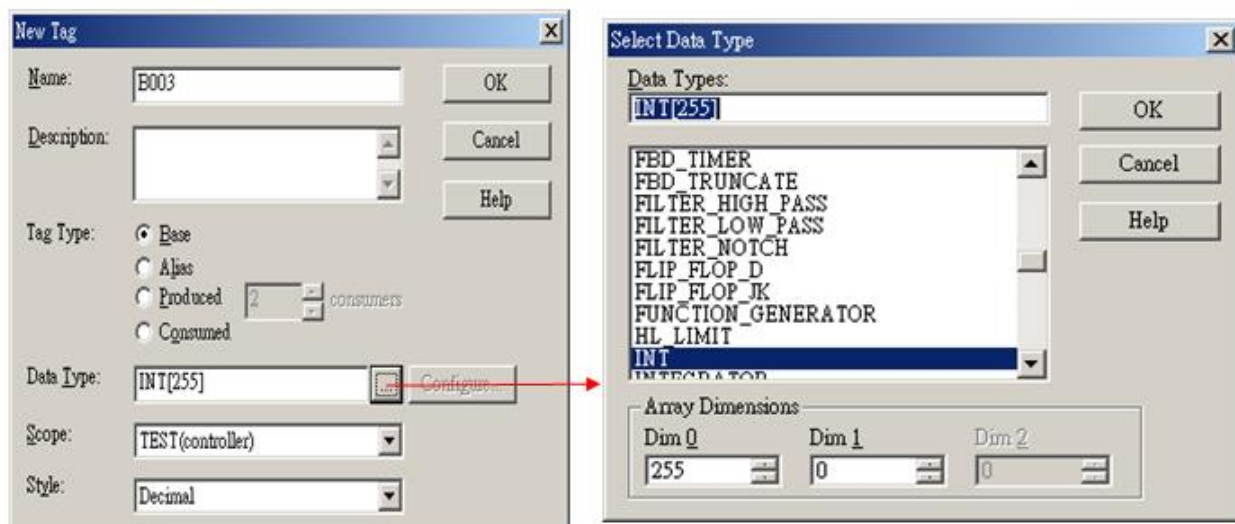 New Tag
Name:
B003
OK
Description:
Cancel
Help
Tag Type:
Base
Alias
Produced
2
consumers
Consumed
Data Type:
INT[255]
...
Configure...
Scope:
TEST(controller)
Style:
Decimal
Select Data Type
Data Types:
INT[255]
OK
FBD_TIMER
FBD_TRUNCATE
FILTER_HIGH_PASS
FILTER_LOW_PASS
FILTER_NOTCH
FLIP_FLOP_D
FLIP_FLOP_JK
FUNCTION_GENERATOR
HL_LIMIT
INT
INTEGRATOR
Cancel
Help
Array Dimensions
Dim 0
Dim 1
Dim 2
255
0
0